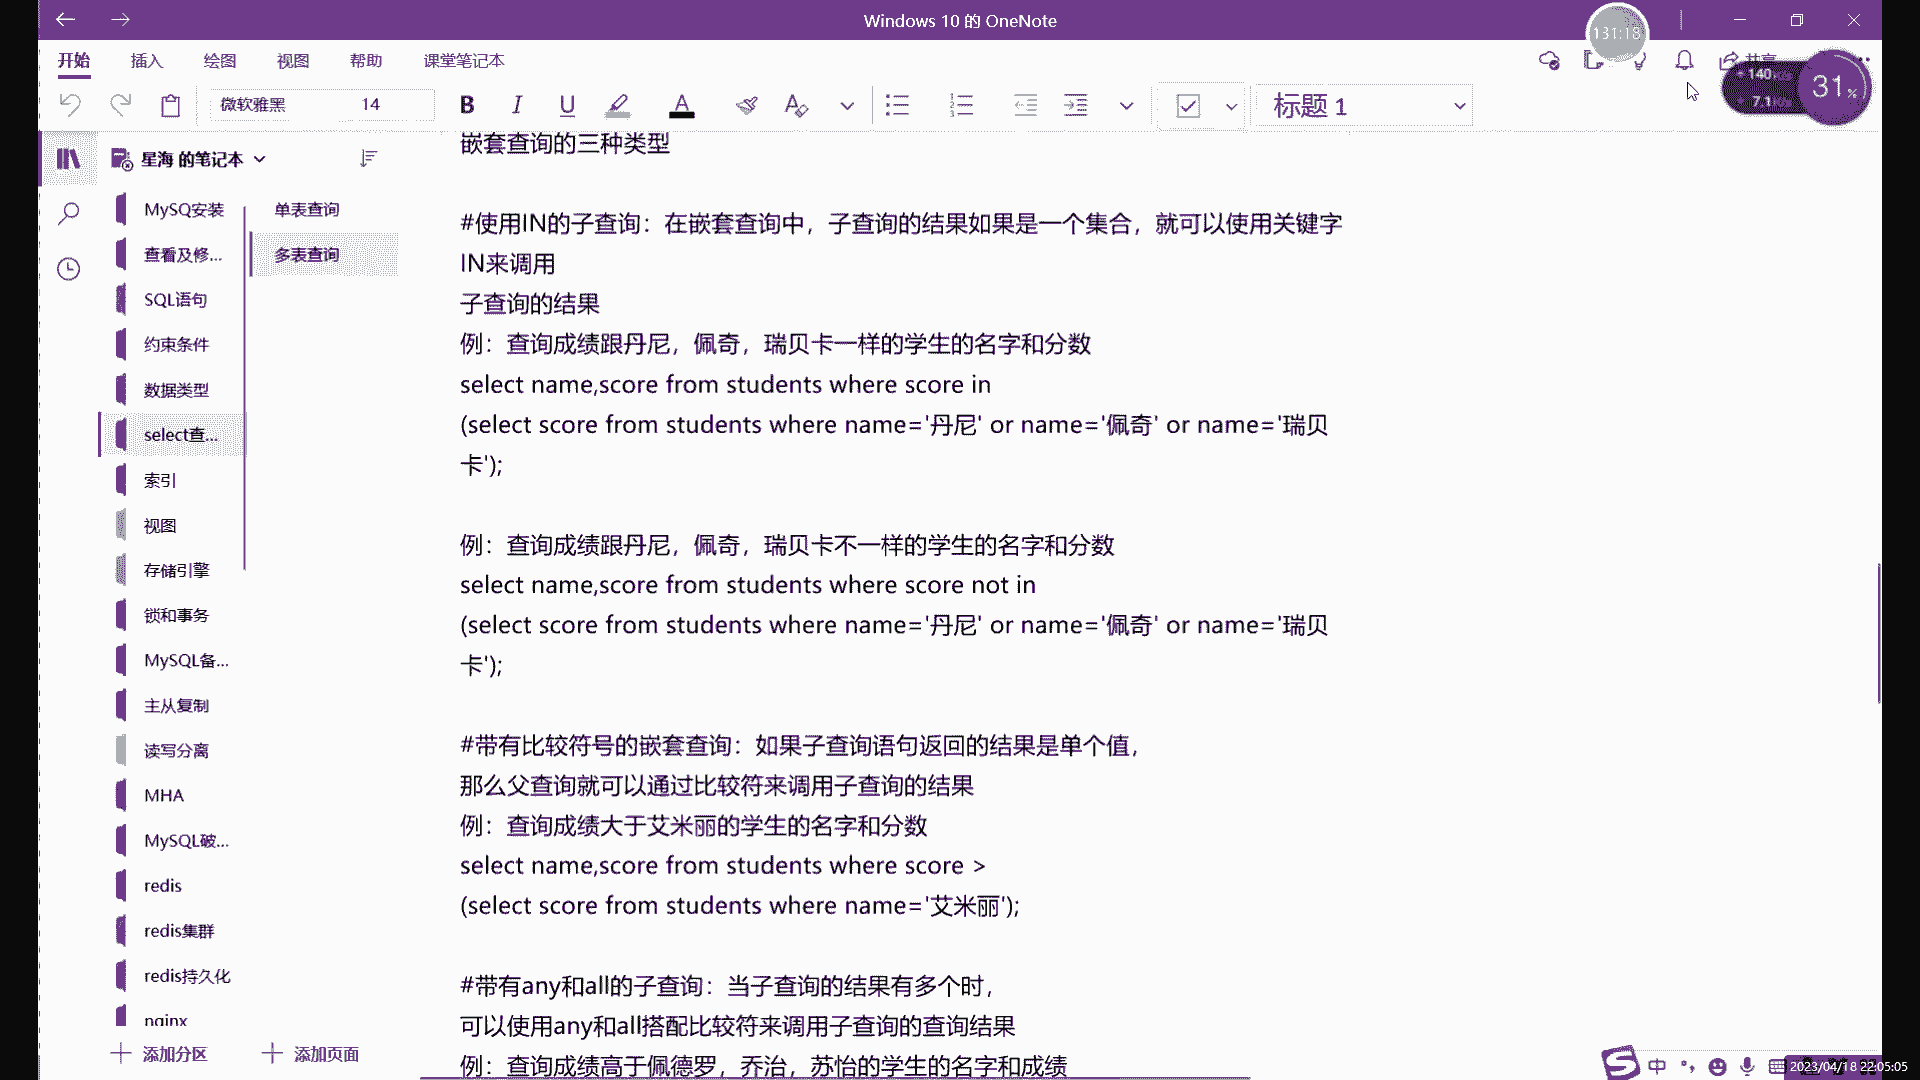 Windows 10 的 OneNote
131:18
开始 插入 绘图 视图 帮助 课堂笔记本
共享
140
7.1
31%
微软雅黑 14
标题 1
星海 的笔记本
MySQ安装
查看及修...
SQL语句
约束条件
数据类型
select查...
索引
视图
存储引擎
锁和事务
MySQL备...
主从复制
读写分离
MHA
MySQL破...
redis
redis集群
redis持久化
nginx
添加分区
单表查询
多表查询
添加页面
嵌套查询的三种类型
#使用IN的子查询：在嵌套查询中，子查询的结果如果是一个集合，就可以使用关键字
IN来调用
子查询的结果
例：查询成绩跟丹尼，佩奇，瑞贝卡一样的学生的名字和分数
select name,score from students where score in
(select score from students where name='丹尼' or name='佩奇' or name='瑞贝
卡');
例：查询成绩跟丹尼，佩奇，瑞贝卡不一样的学生的名字和分数
select name,score from students where score not in
(select score from students where name='丹尼' or name='佩奇' or name='瑞贝
卡');
#带有比较符号的嵌套查询：如果子查询语句返回的结果是单个值，
那么父查询就可以通过比较符来调用子查询的结果
例：查询成绩大于艾米丽的学生的名字和分数
select name,score from students where score >
(select score from students where name='艾米丽');
#带有any和all的子查询：当子查询的结果有多个时，
可以使用any和all搭配比较符来调用子查询的查询结果
例：查询成绩高于佩德罗，乔治，苏怡的学生的名字和成绩
中
2023/04/18 22:05:05